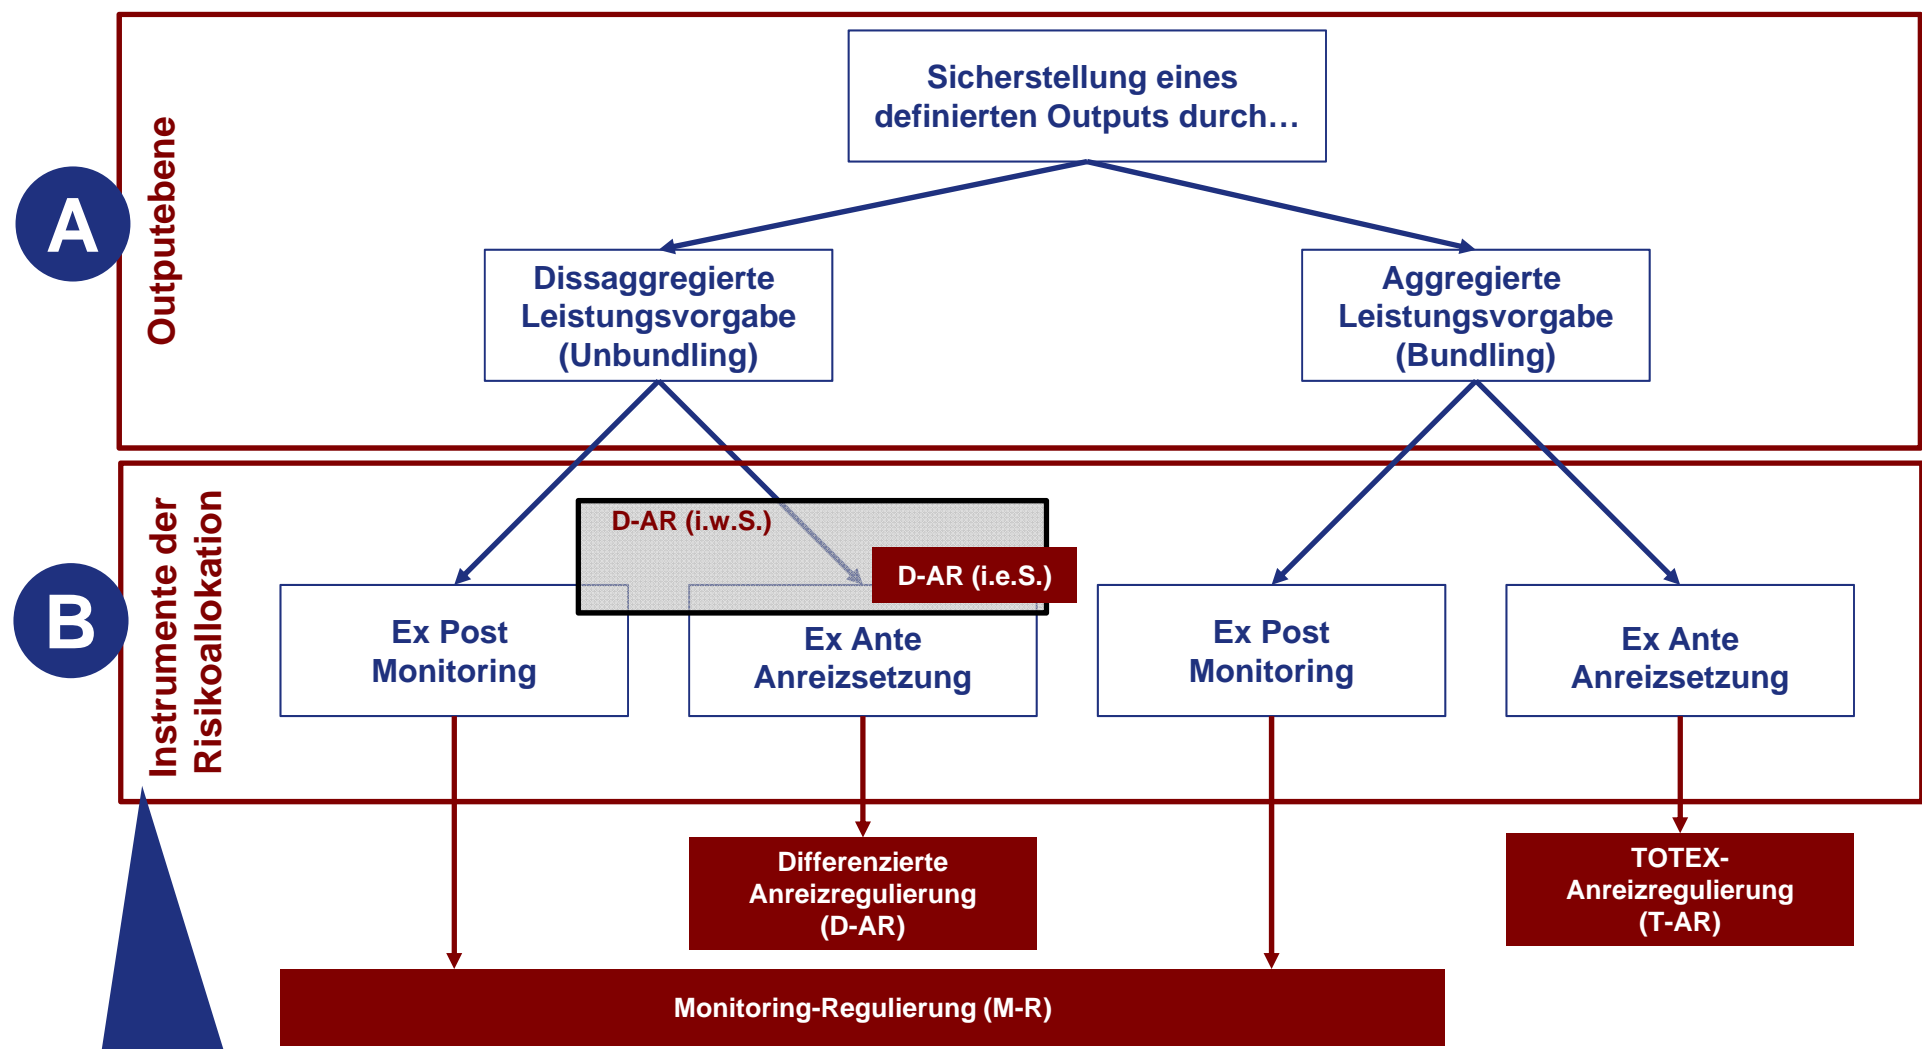 A
Outputebene
Sicherstellung eines
definierten Outputs durch…
Dissaggregierte
Leistungsvorgabe
(Unbundling)
Aggregierte
Leistungsvorgabe
(Bundling)
B
Instrumente der
Risikoallokation
D-AR (i.w.S.)
D-AR (i.e.S.)
Ex Post
Monitoring
Ex Ante
Anreizsetzung
Ex Post
Monitoring
Ex Ante
Anreizsetzung
Differenzierte
Anreizregulierung
(D-AR)
TOTEX-
Anreizregulierung
(T-AR)
Monitoring-Regulierung (M-R)